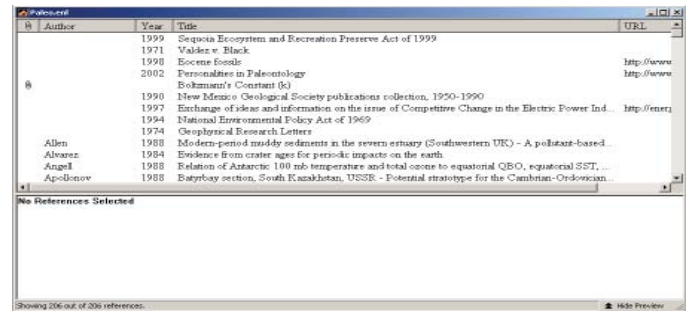 Paleo.enl
Author Year Title URL
1999 Sequoia Ecosystem and Recreation Preserve Act of 1999
1971 Valdez v. Black
1998 Eocene fossils http://www
2002 Personalities in Paleontology http://www
Boltzmann's Constant (k)
1990 New Mexico Geological Society publications collection, 1950-1990
1997 Exchange of ideas and information on the issue of Competitive Change in the Electric Power Ind... http://energ
1994 National Environmental Policy Act of 1969
1974 Geophysical Research Letters
Allen 1988 Modern-period muddy sediments in the severn estuary (Southwestern UK) - A pollutant-based...
Alvarez 1984 Evidence from crater ages for periodic impacts on the earth
Angell 1988 Relation of Antarctic 100 mb temperature and total ozone to equatorial QBO, equatorial SST, ...
Apollonov 1988 Batyrbay section, South Kazakhstan, USSR - Potential stratotype for the Cambrian-Ordovician...
No References Selected
Showing 206 out of 206 references. Hide Preview